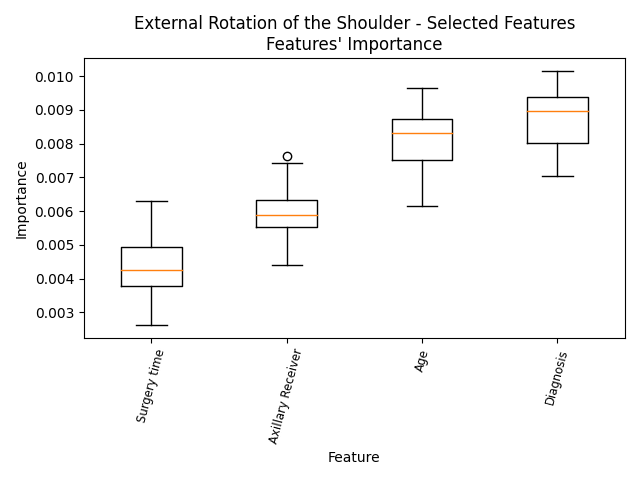 External Rotation of the Shoulder - Selected Features
Features' Importance
0.010
0.009
0.008
0.007
0.006
0.005
0.004
0.003
Importance
Surgery time
Axillary Receiver
Age
Diagnosis
Feature